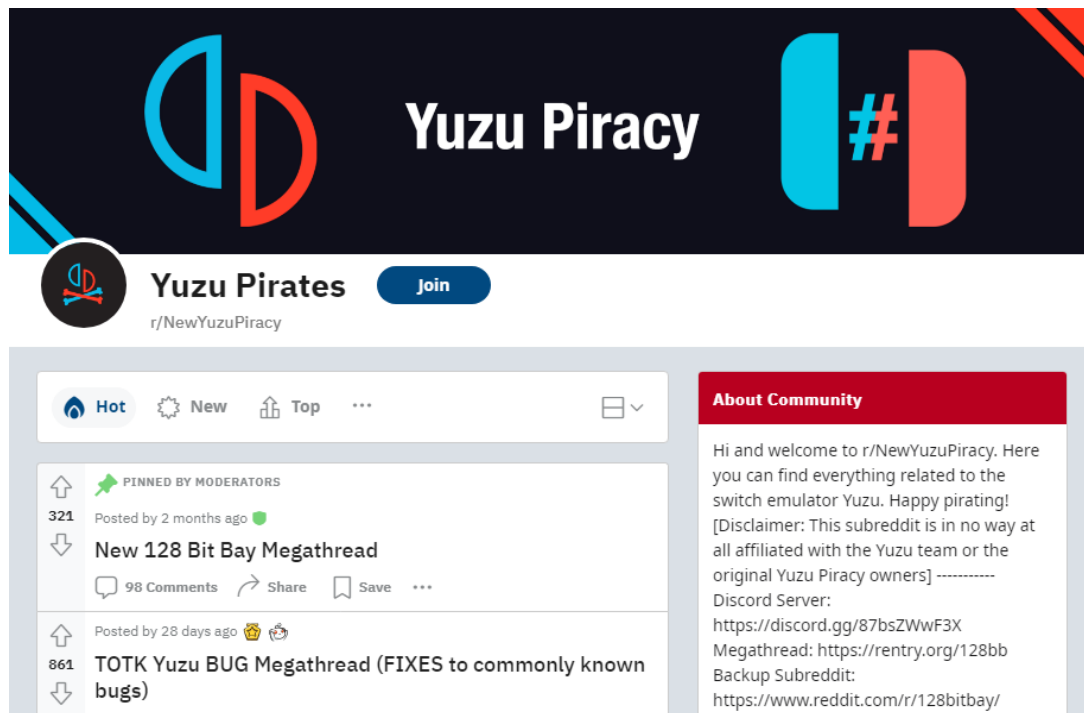 Yuzu Piracy
#
Yuzu Pirates
Join
r/NewYuzuPiracy
Hot
New
Top
...
PINNED BY MODERATORS
321
Posted by 2 months ago
New 128 Bit Bay Megathread
98 Comments
Share
Save
...
Posted by 28 days ago
861
TOTK Yuzu BUG Megathread (FIXES to commonly known
bugs)
About Community
Hi and welcome to r/NewYuzuPiracy. Here
you can find everything related to the
switch emulator Yuzu. Happy pirating!
[Disclaimer: This subreddit is in no way at
all affiliated with the Yuzu team or the
original Yuzu Piracy owners] -----------
Discord Server:
https://discord.gg/87bsZWwF3X
Megathread: https://rentry.org/128bb
Backup Subreddit:
https://www.reddit.com/r/128bitbay/